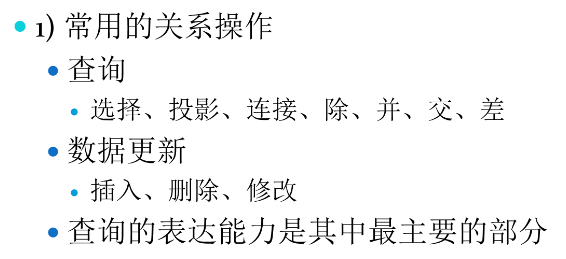 1) 常用的关系操作
查询
选择、投影、连接、除、并、交、差
数据更新
插入、删除、修改
查询的表达能力是其中最主要的部分